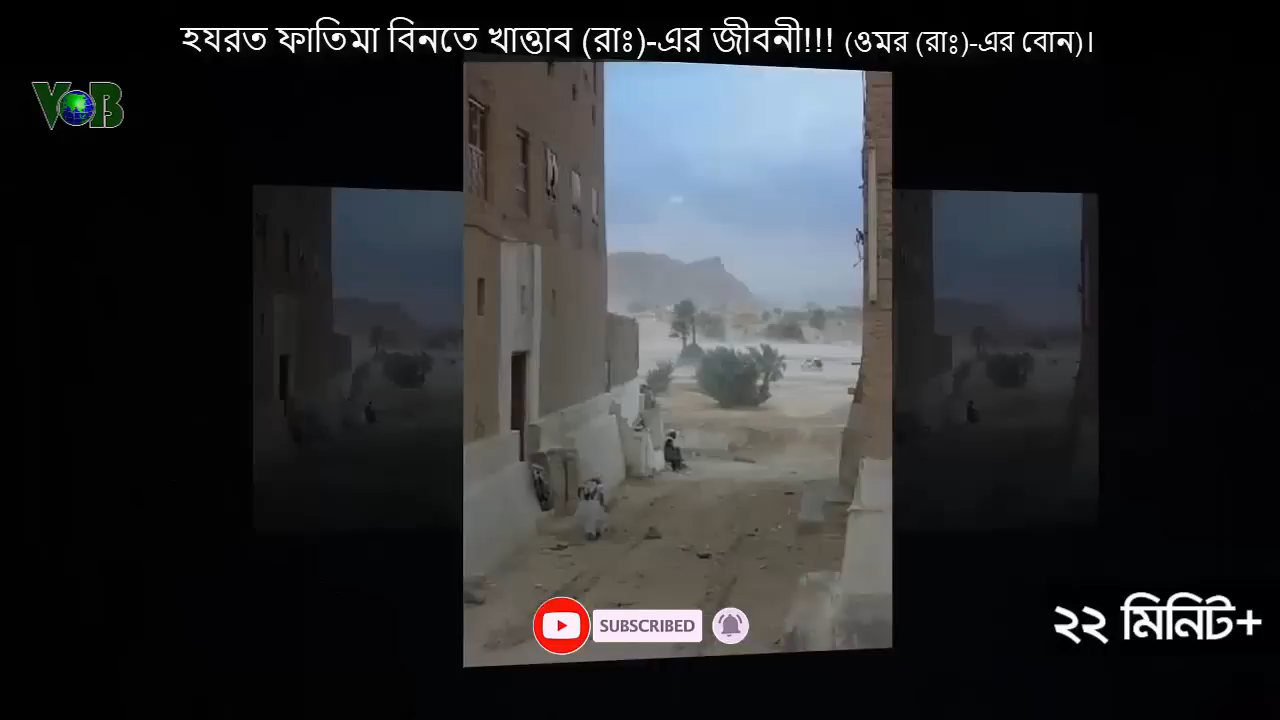 হযরত ফাতিমা বিনতে খাত্তাব (রাঃ)-এর জীবনী!!! (ওমর (রাঃ)-এর বোন)।
VOB
SUBSCRIBED
২২ মিনিট+